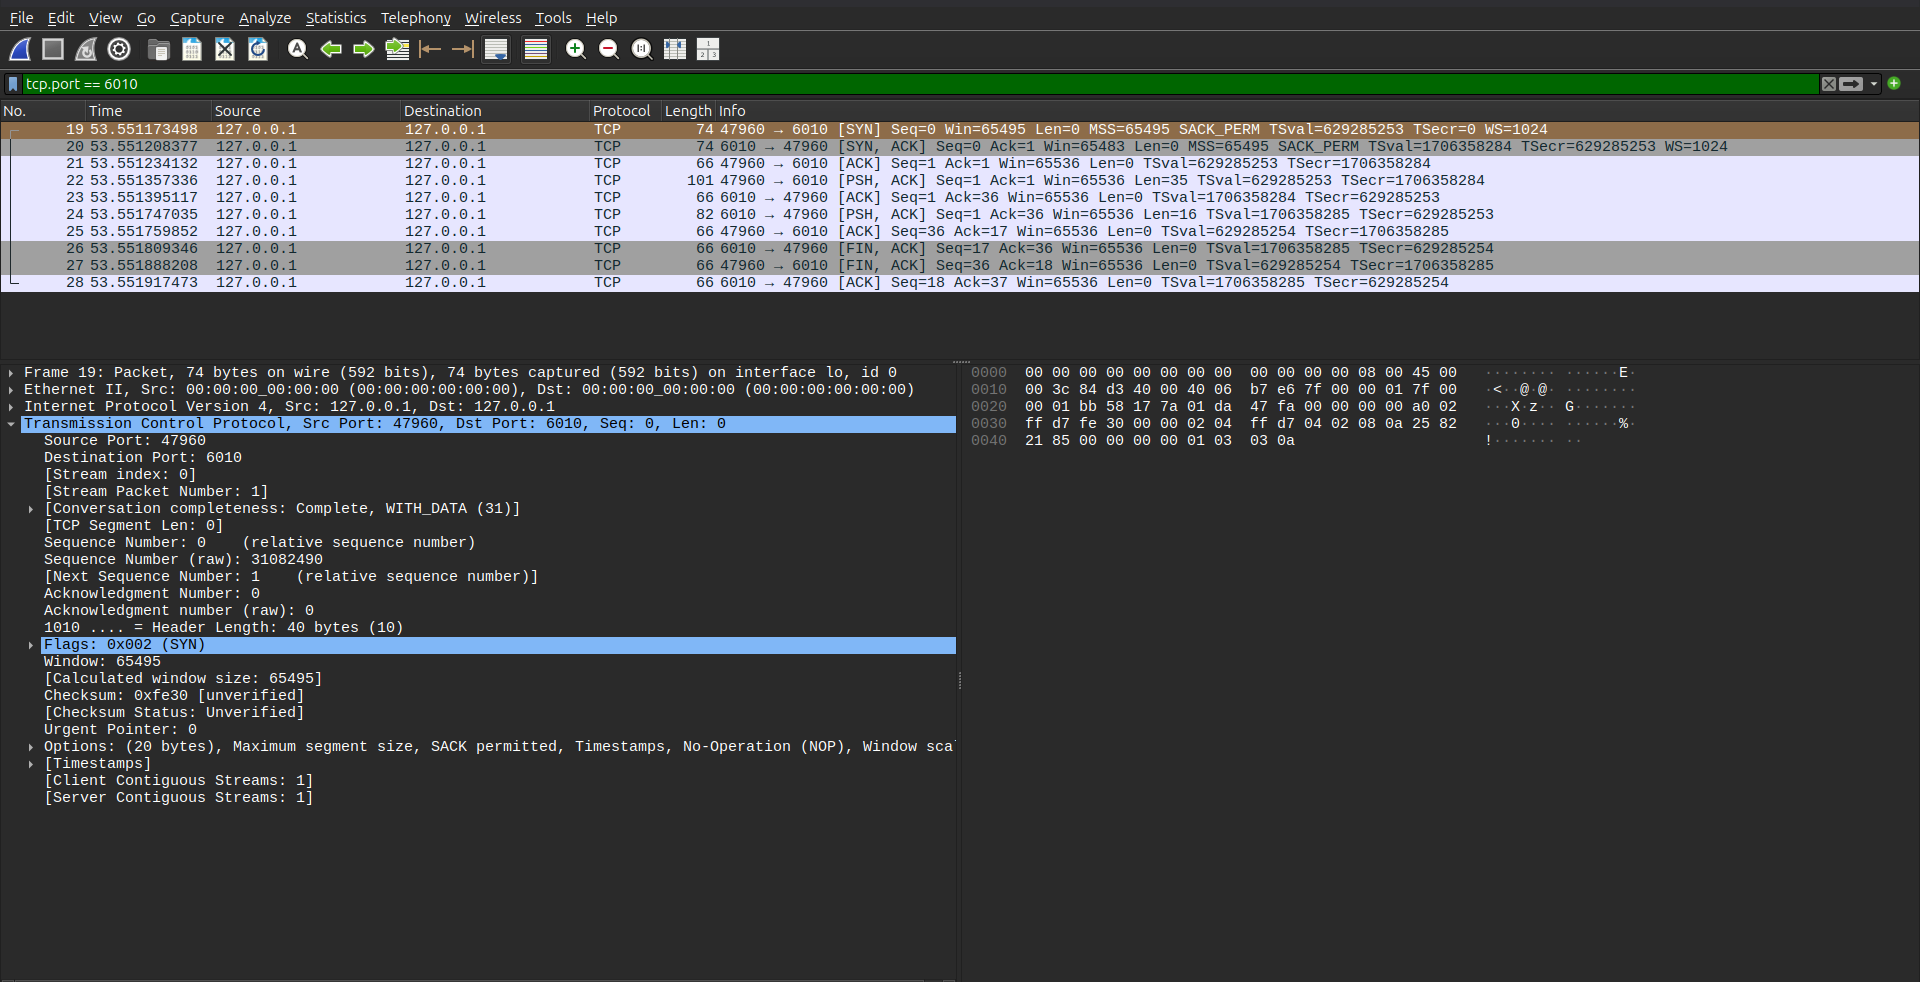 File Edit View Go Capture Analyze Statistics Telephony Wireless Tools Help
tcp.port == 6010
No. Time Source Destination Protocol Length Info
19 53.551173498 127.0.0.1 127.0.0.1 TCP 74 47960 → 6010 [SYN] Seq=0 Win=65495 Len=0 MSS=65495 SACK_PERM TSval=629285253 TSecr=0 WS=1024
20 53.551208377 127.0.0.1 127.0.0.1 TCP 74 6010 → 47960 [SYN, ACK] Seq=0 Ack=1 Win=65483 Len=0 MSS=65495 SACK_PERM TSval=1706358284 TSecr=629285253 WS=1024
21 53.551234132 127.0.0.1 127.0.0.1 TCP 66 47960 → 6010 [ACK] Seq=1 Ack=1 Win=65536 Len=0 TSval=629285253 TSecr=1706358284
22 53.551357336 127.0.0.1 127.0.0.1 TCP 101 47960 → 6010 [PSH, ACK] Seq=1 Ack=1 Win=65536 Len=35 TSval=629285253 TSecr=1706358284
23 53.551395117 127.0.0.1 127.0.0.1 TCP 66 6010 → 47960 [ACK] Seq=1 Ack=36 Win=65536 Len=0 TSval=1706358284 TSecr=629285253
24 53.551747035 127.0.0.1 127.0.0.1 TCP 82 6010 → 47960 [PSH, ACK] Seq=1 Ack=36 Win=65536 Len=16 TSval=1706358285 TSecr=629285253
25 53.551759852 127.0.0.1 127.0.0.1 TCP 66 47960 → 6010 [ACK] Seq=36 Ack=17 Win=65536 Len=0 TSval=629285254 TSecr=1706358285
26 53.551809346 127.0.0.1 127.0.0.1 TCP 66 6010 → 47960 [FIN, ACK] Seq=17 Ack=36 Win=65536 Len=0 TSval=1706358285 TSecr=629285254
27 53.551888208 127.0.0.1 127.0.0.1 TCP 66 47960 → 6010 [FIN, ACK] Seq=36 Ack=18 Win=65536 Len=0 TSval=629285254 TSecr=1706358285
28 53.551917473 127.0.0.1 127.0.0.1 TCP 66 6010 → 47960 [ACK] Seq=18 Ack=37 Win=65536 Len=0 TSval=1706358285 TSecr=629285254
Frame 19: Packet, 74 bytes on wire (592 bits), 74 bytes captured (592 bits) on interface lo, id 0
Ethernet II, Src: 00:00:00_00:00:00 (00:00:00:00:00:00), Dst: 00:00:00_00:00:00 (00:00:00:00:00:00)
Internet Protocol Version 4, Src: 127.0.0.1, Dst: 127.0.0.1
Transmission Control Protocol, Src Port: 47960, Dst Port: 6010, Seq: 0, Len: 0
Source Port: 47960
Destination Port: 6010
[Stream index: 0]
[Stream Packet Number: 1]
[Conversation completeness: Complete, WITH_DATA (31)]
[TCP Segment Len: 0]
Sequence Number: 0    (relative sequence number)
Sequence Number (raw): 31082490
[Next Sequence Number: 1    (relative sequence number)]
Acknowledgment Number: 0
Acknowledgment number (raw): 0
1010 .... = Header Length: 40 bytes (10)
Flags: 0x002 (SYN)
Window: 65495
[Calculated window size: 65495]
Checksum: 0xfe30 [unverified]
[Checksum Status: Unverified]
Urgent Pointer: 0
Options: (20 bytes), Maximum segment size, SACK permitted, Timestamps, No-Operation (NOP), Window sca
[Timestamps]
[Client Contiguous Streams: 1]
[Server Contiguous Streams: 1]
0000 00 00 00 00 00 00 00 00 00 00 00 00 08 00 45 00 ········ ······E·
0010 00 3c 84 d3 40 00 40 06 b7 e6 7f 00 00 01 7f 00 ·<··@·@· ········
0020 00 01 bb 58 17 7a 01 da 47 fa 00 00 00 00 a0 02 ···X·z·· G·······
0030 ff d7 fe 30 00 00 02 04 ff d7 04 02 08 0a 25 82 ···0···· ······%·
0040 21 85 00 00 00 00 01 03 03 0a !······· ··